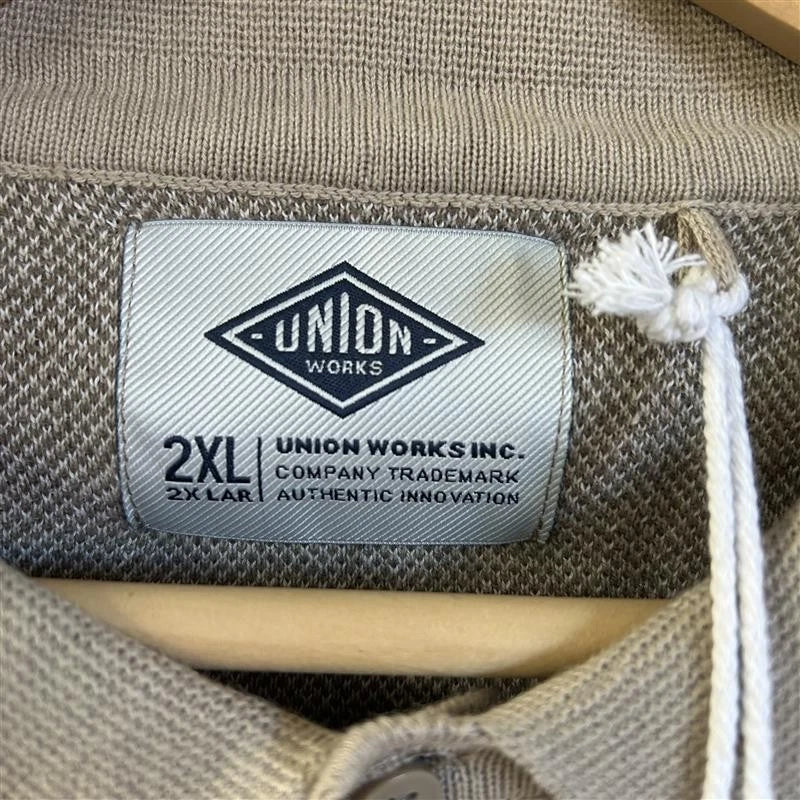 - UNION -
WORKS
2XL
2X LAR
UNION WORKS INC.
COMPANY TRADEMARK
AUTHENTIC INNOVATION